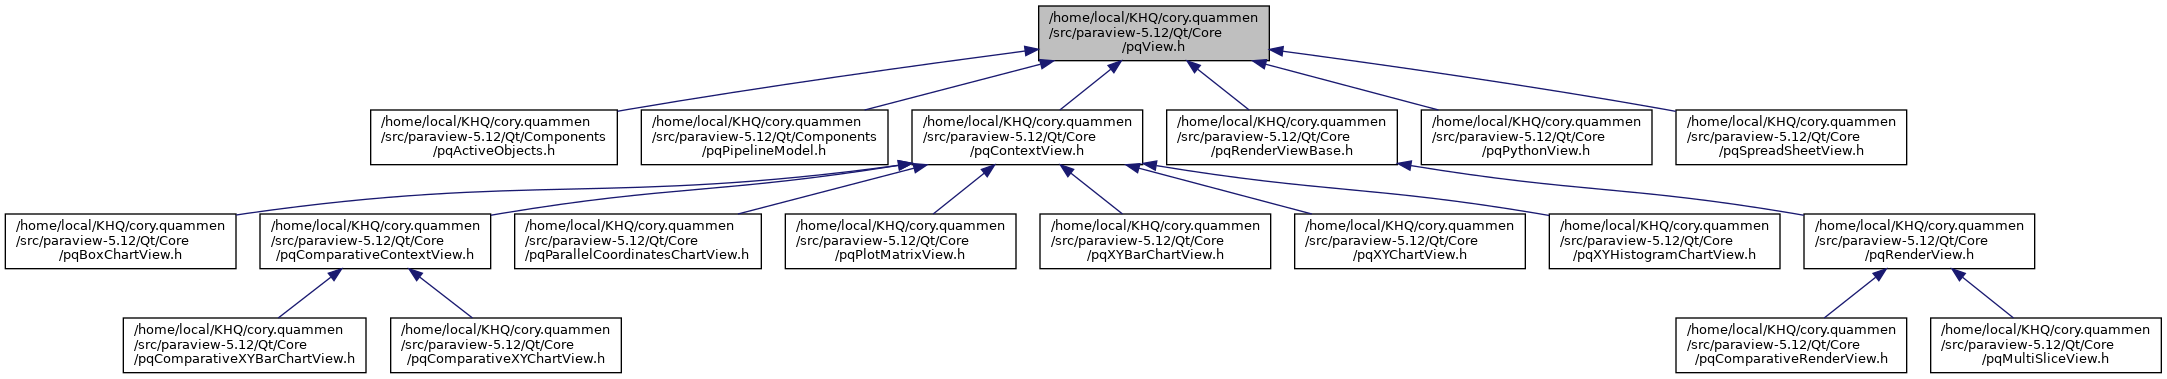 /home/local/KHQ/cory.quammen
/src/paraview-5.12/Qt/Core
/pqView.h
/home/local/KHQ/cory.quammen
/src/paraview-5.12/Qt/Components
/pqActiveObjects.h
/home/local/KHQ/cory.quammen
/src/paraview-5.12/Qt/Components
/pqPipelineModel.h
/home/local/KHQ/cory.quammen
/src/paraview-5.12/Qt/Core
/pqContextView.h
/home/local/KHQ/cory.quammen
/src/paraview-5.12/Qt/Core
/pqRenderViewBase.h
/home/local/KHQ/cory.quammen
/src/paraview-5.12/Qt/Core
/pqPythonView.h
/home/local/KHQ/cory.quammen
/src/paraview-5.12/Qt/Core
/pqSpreadSheetView.h
/home/local/KHQ/cory.quammen
/src/paraview-5.12/Qt/Core
/pqBoxChartView.h
/home/local/KHQ/cory.quammen
/src/paraview-5.12/Qt/Core
/pqComparativeContextView.h
/home/local/KHQ/cory.quammen
/src/paraview-5.12/Qt/Core
/pqParallelCoordinatesChartView.h
/home/local/KHQ/cory.quammen
/src/paraview-5.12/Qt/Core
/pqPlotMatrixView.h
/home/local/KHQ/cory.quammen
/src/paraview-5.12/Qt/Core
/pqXYBarChartView.h
/home/local/KHQ/cory.quammen
/src/paraview-5.12/Qt/Core
/pqXYChartView.h
/home/local/KHQ/cory.quammen
/src/paraview-5.12/Qt/Core
/pqXYHistogramChartView.h
/home/local/KHQ/cory.quammen
/src/paraview-5.12/Qt/Core
/pqRenderView.h
/home/local/KHQ/cory.quammen
/src/paraview-5.12/Qt/Core
/pqComparativeXYBarChartView.h
/home/local/KHQ/cory.quammen
/src/paraview-5.12/Qt/Core
/pqComparativeXYChartView.h
/home/local/KHQ/cory.quammen
/src/paraview-5.12/Qt/Core
/pqComparativeRenderView.h
/home/local/KHQ/cory.quammen
/src/paraview-5.12/Qt/Core
/pqMultiSliceView.h